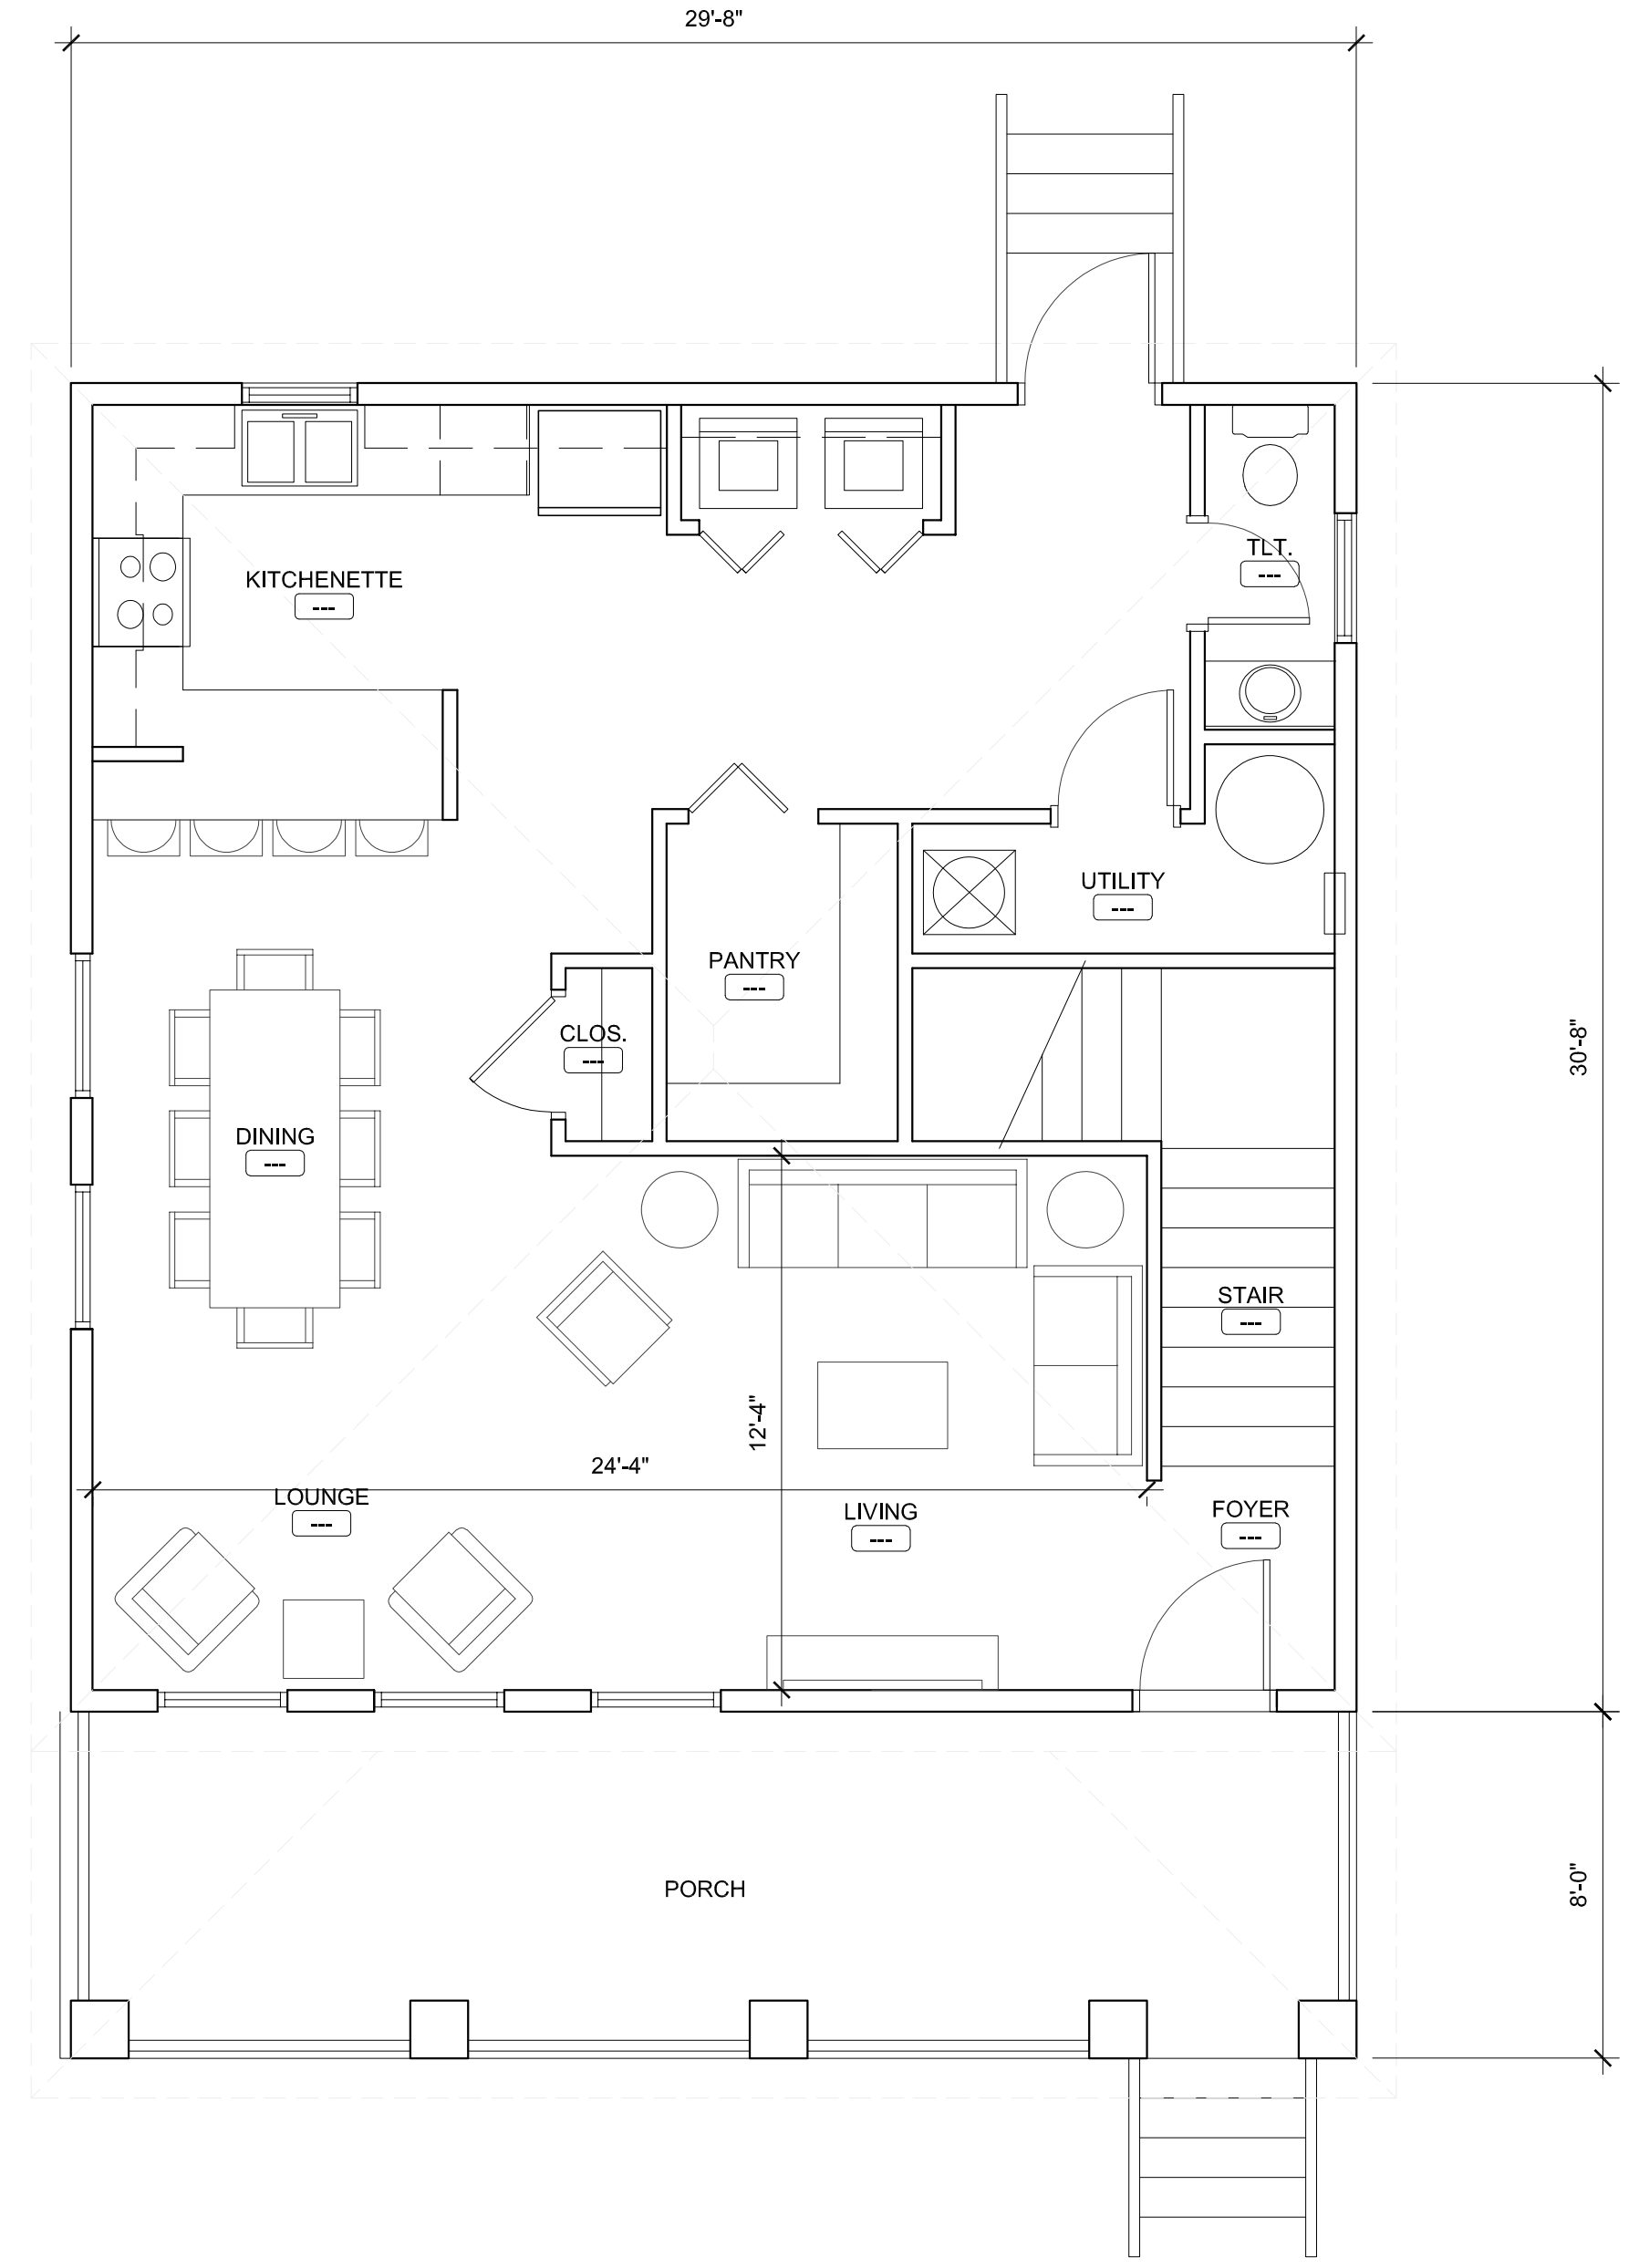 29'-8"
TLT.
---
KITCHENETTE
---
UTILITY
---
PANTRY
---
CLOS.
---
30'-8"
DINING
---
STAIR
---
12'-4"
24'-4"
LOUNGE
---
LIVING
---
FOYER
---
PORCH
8'-0"